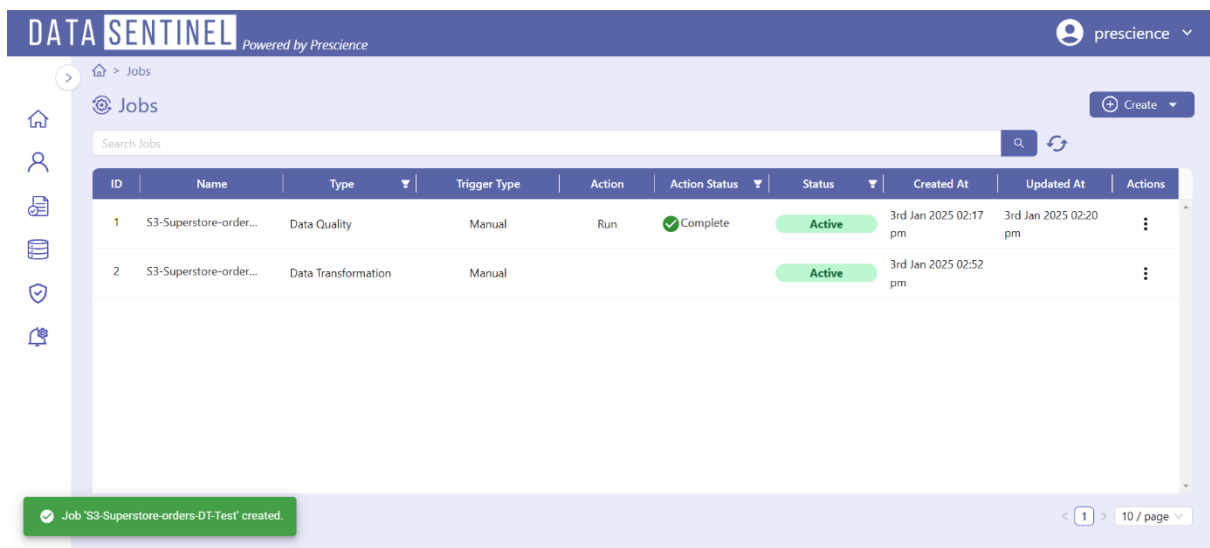 DATA SENTINEL Powered by Prescience
prescience
> Jobs
Jobs
Create
Search Jobs
ID Name Type Trigger Type Action Action Status Status Created At Updated At Actions
1 S3-Superstore-order... Data Quality Manual Run Complete Active 3rd Jan 2025 02:17 pm 3rd Jan 2025 02:20 pm
2 S3-Superstore-order... Data Transformation Manual Active 3rd Jan 2025 02:52 pm
Job 'S3-Superstore-orders-DT-Test' created.
< 1 > 10 / page